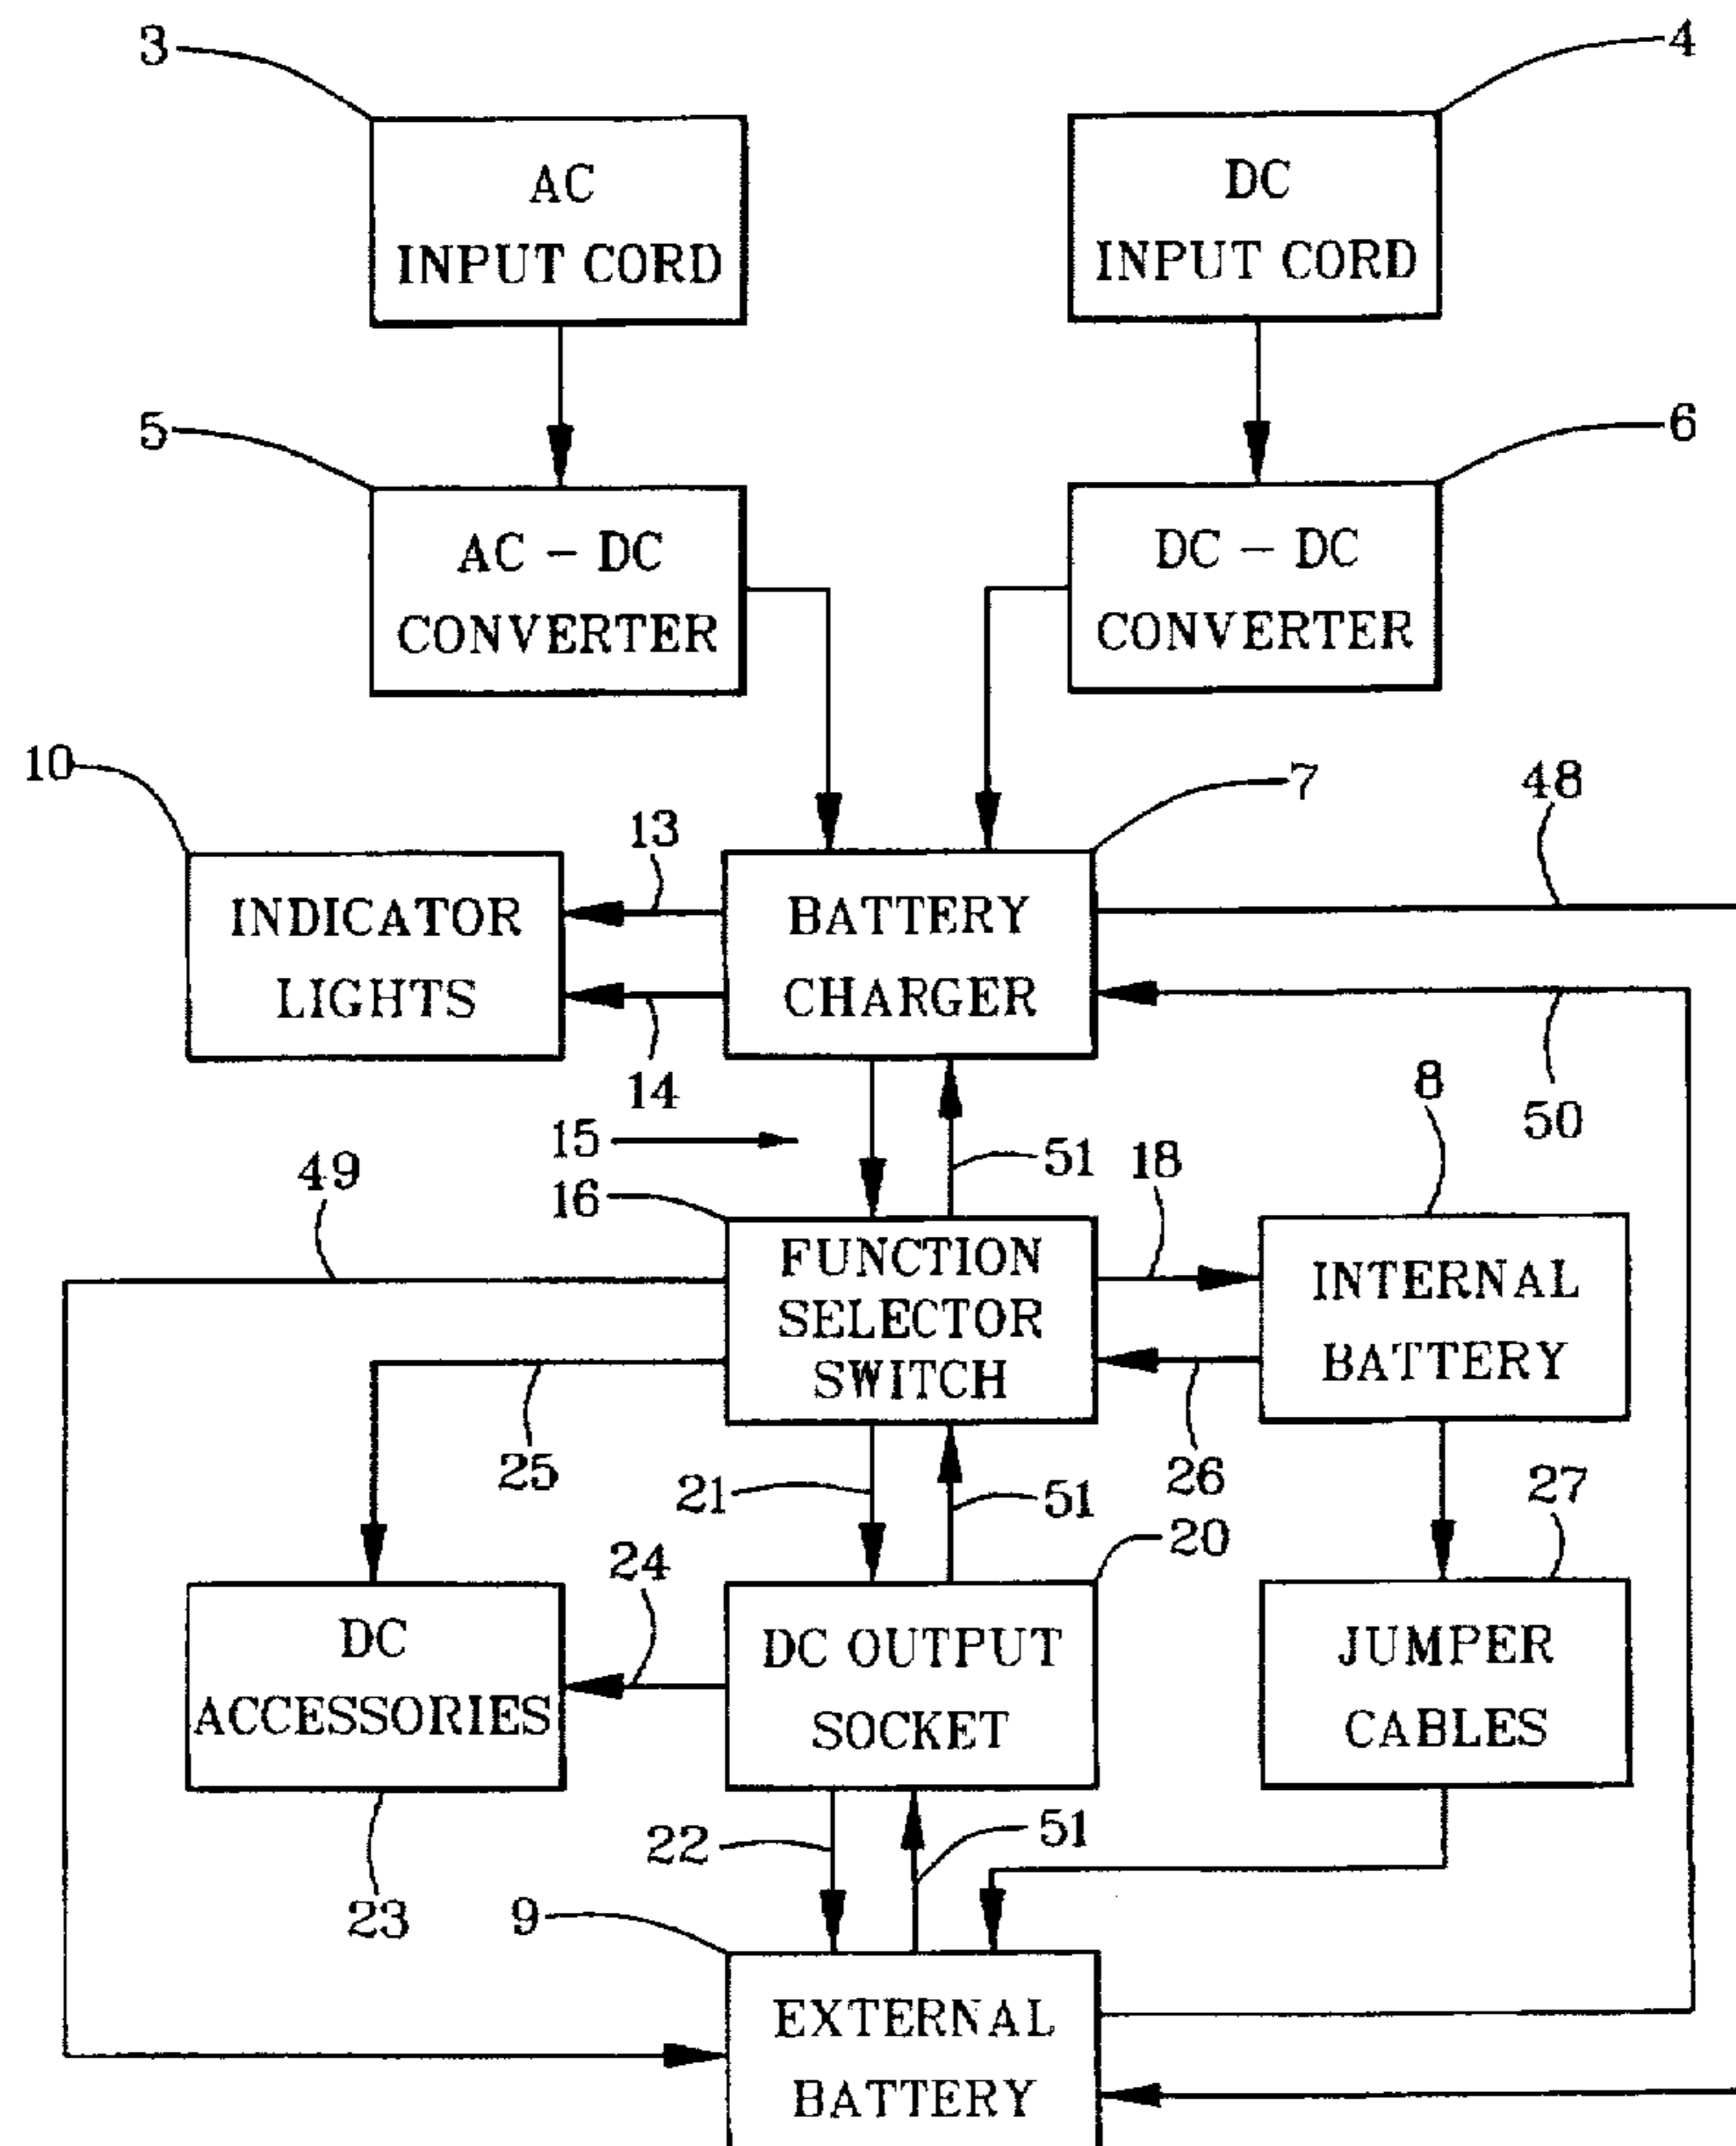 3
4
AC
INPUT CORD
DC
INPUT CORD
5
6
AC - DC
CONVERTER
DC - DC
CONVERTER
10
13
7
48
INDICATOR
LIGHTS
BATTERY
CHARGER
14
8
50
15
51
18
49
16
FUNCTION
SELECTOR
SWITCH
INTERNAL
BATTERY
25
21
51
26
27
24
20
DC
ACCESSORIES
DC OUTPUT
SOCKET
JUMPER
CABLES
22
51
23
9
EXTERNAL
BATTERY